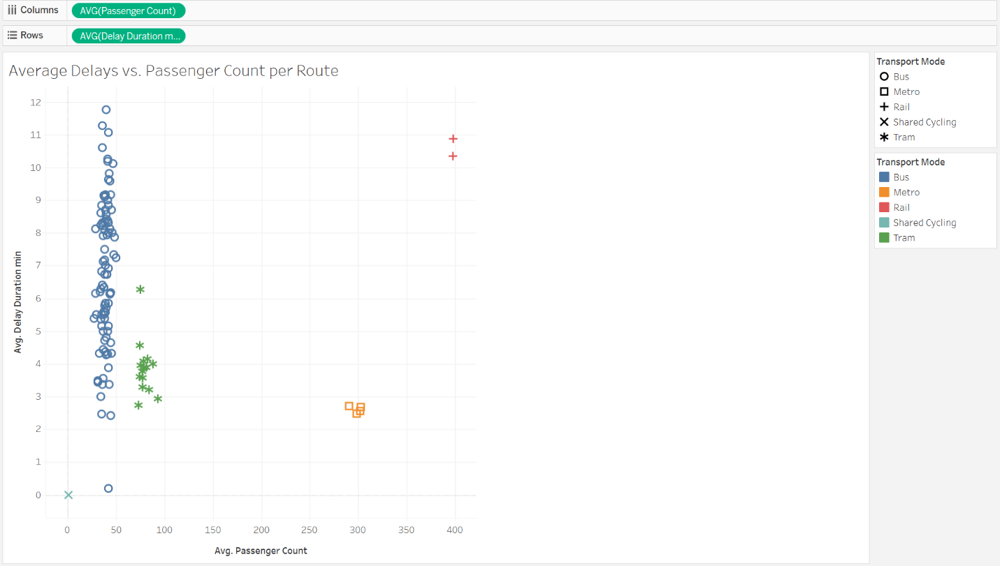 Columns
AVG(Passenger Count)
Rows
AVG(Delay Duration m...
Average Delays vs. Passenger Count per Route
12
11
10
9
8
7
6
5
4
3
2
1
0
Avg. Delay Duration min
0 50 100 150 200 250 300 350 400
Avg. Passenger Count
Transport Mode
Bus
Metro
Rail
Shared Cycling
Tram
Transport Mode
Bus
Metro
Rail
Shared Cycling
Tram